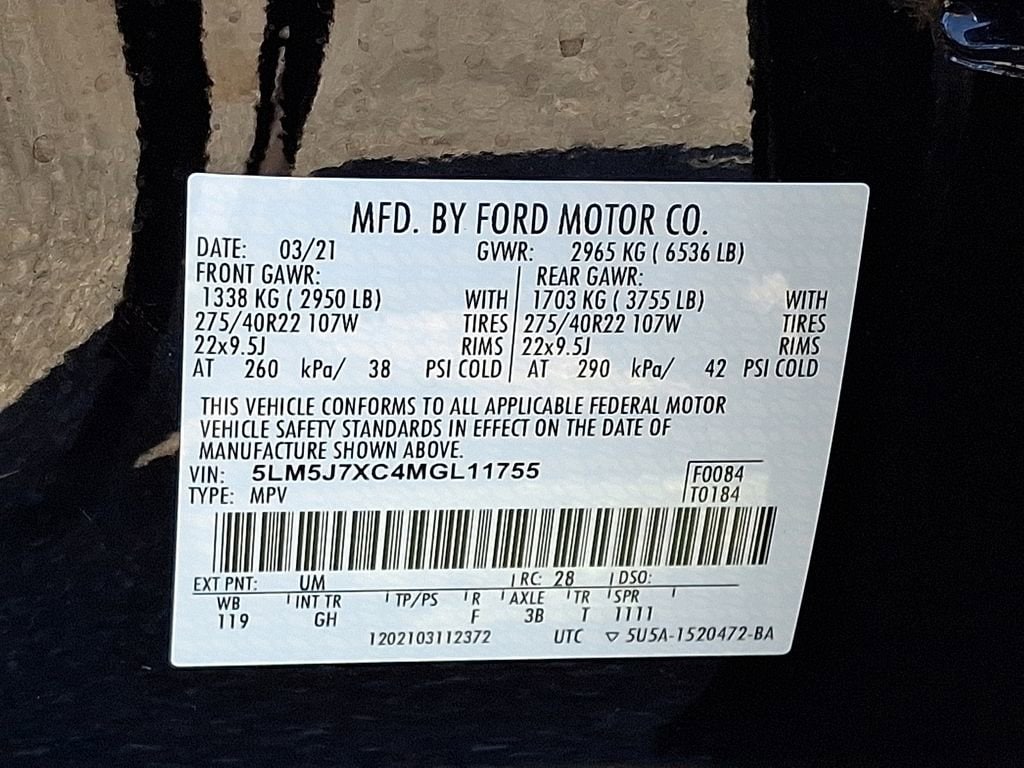 MFD. BY FORD MOTOR CO.
DATE: 03/21 GVWR: 2965 KG ( 6536 LB)
FRONT GAWR: REAR GAWR:
1338 KG ( 2950 LB) WITH 1703 KG ( 3755 LB) WITH
275/40R22 107W TIRES 275/40R22 107W TIRES
22x9.5J RIMS 22x9.5J RIMS
AT 260 kPa/ 38 PSI COLD AT 290 kPa/ 42 PSI COLD
THIS VEHICLE CONFORMS TO ALL APPLICABLE FEDERAL MOTOR
VEHICLE SAFETY STANDARDS IN EFFECT ON THE DATE OF
MANUFACTURE SHOWN ABOVE.
VIN: 5LM5J7XC4MGL11755 F0084
TYPE: MPV T0184
EXT PNT: UM RC: 28 DSO:
WB INT TR TP/PS R AXLE TR SPR
119 GH F 3B T 1111
1202103112372 UTC ▽ 5U5A-1520472-BA